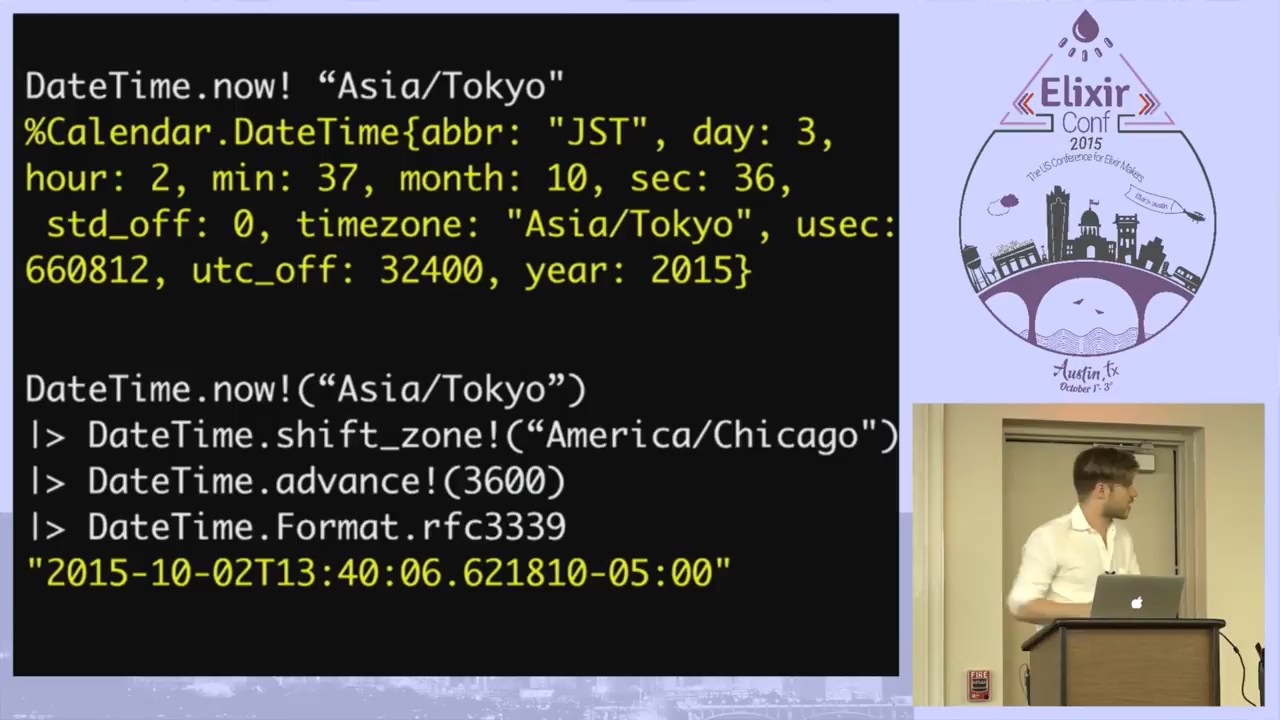 DateTime.now! “Asia/Tokyo"
%Calendar.DateTime{abbr: "JST", day: 3,
hour: 2, min: 37, month: 10, sec: 36,
std_off: 0, timezone: "Asia/Tokyo", usec:
660812, utc_off: 32400, year: 2015}
DateTime.now!(“Asia/Tokyo”)
|> DateTime.shift_zone!(“America/Chicago")
|> DateTime.advance!(3600)
|> DateTime.Format.rfc3339
"2015-10-02T13:40:06.621810-05:00"
Elixir
Conf
2015
The US Conference for Elixir Makers
Austin, tx
October 1st- 3rd
FIRE